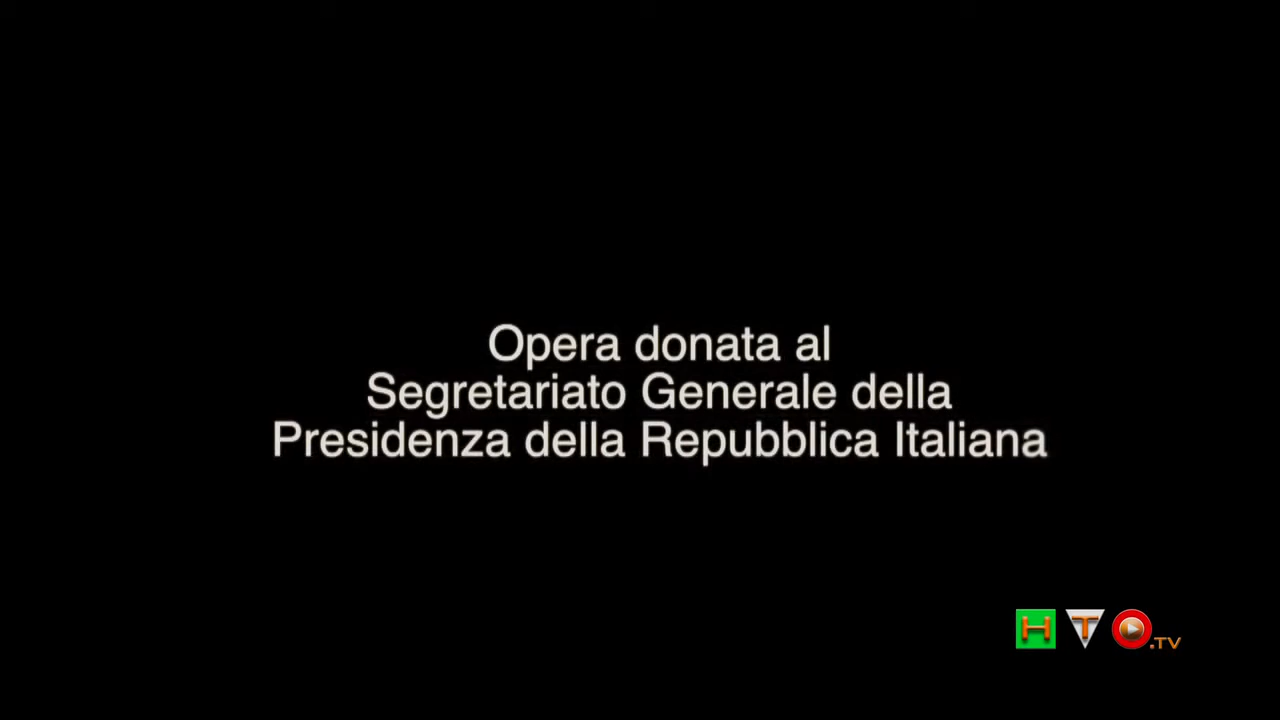 Opera donata al
Segretariato Generale della
Presidenza della Repubblica Italiana
HTO.TV